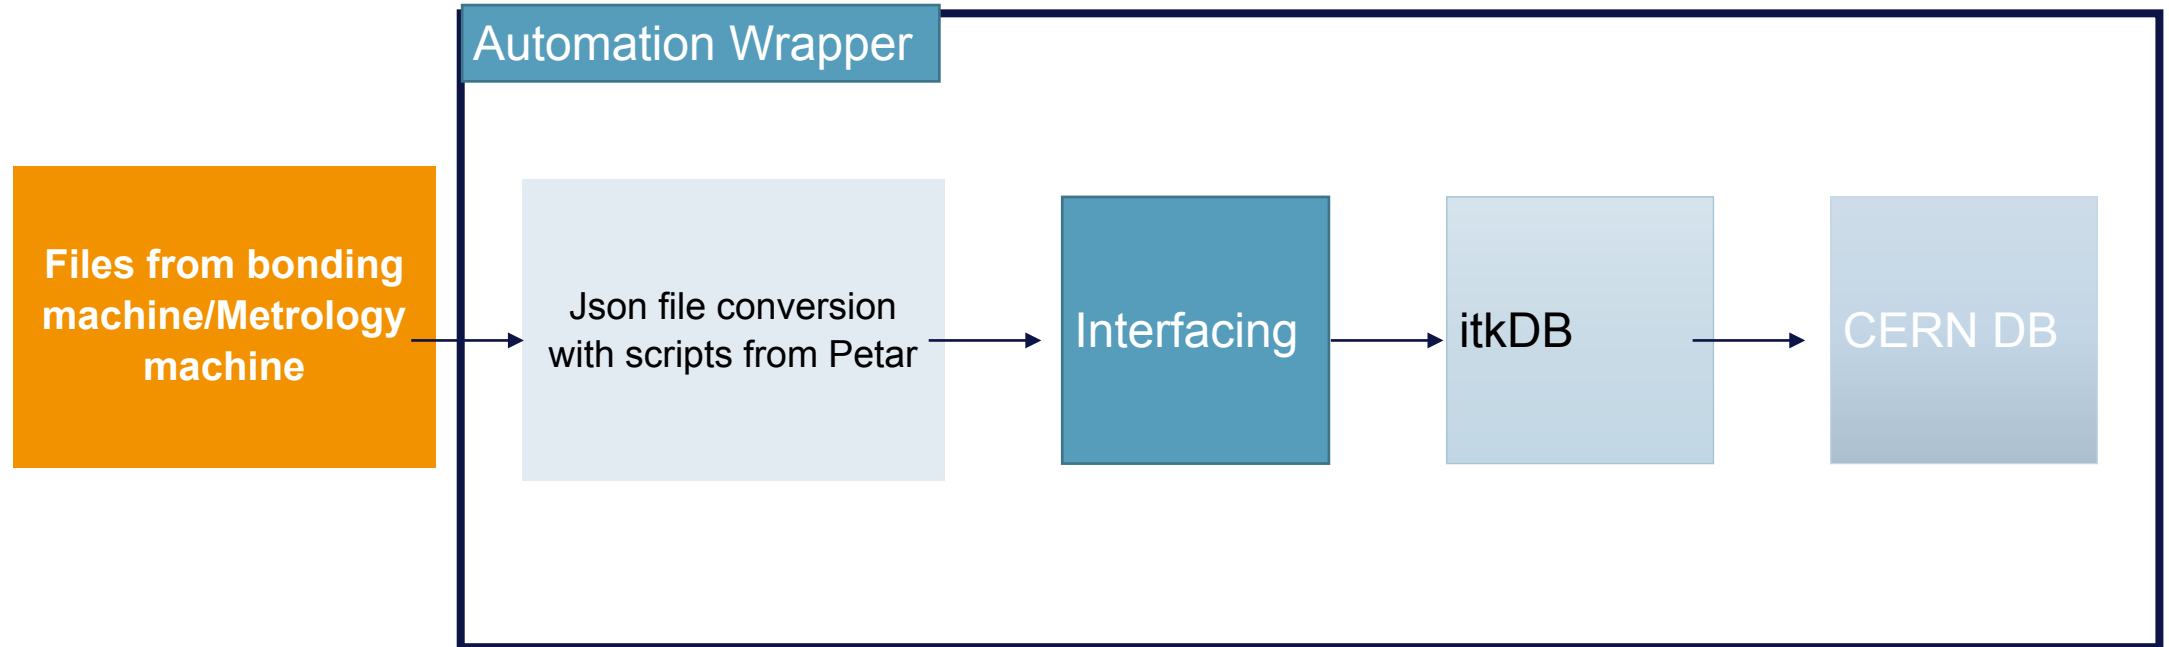 Automation Wrapper
Files from bonding
machine/Metrology
machine
Json file conversion
with scripts from Petar
Interfacing
itkDB
CERN DB